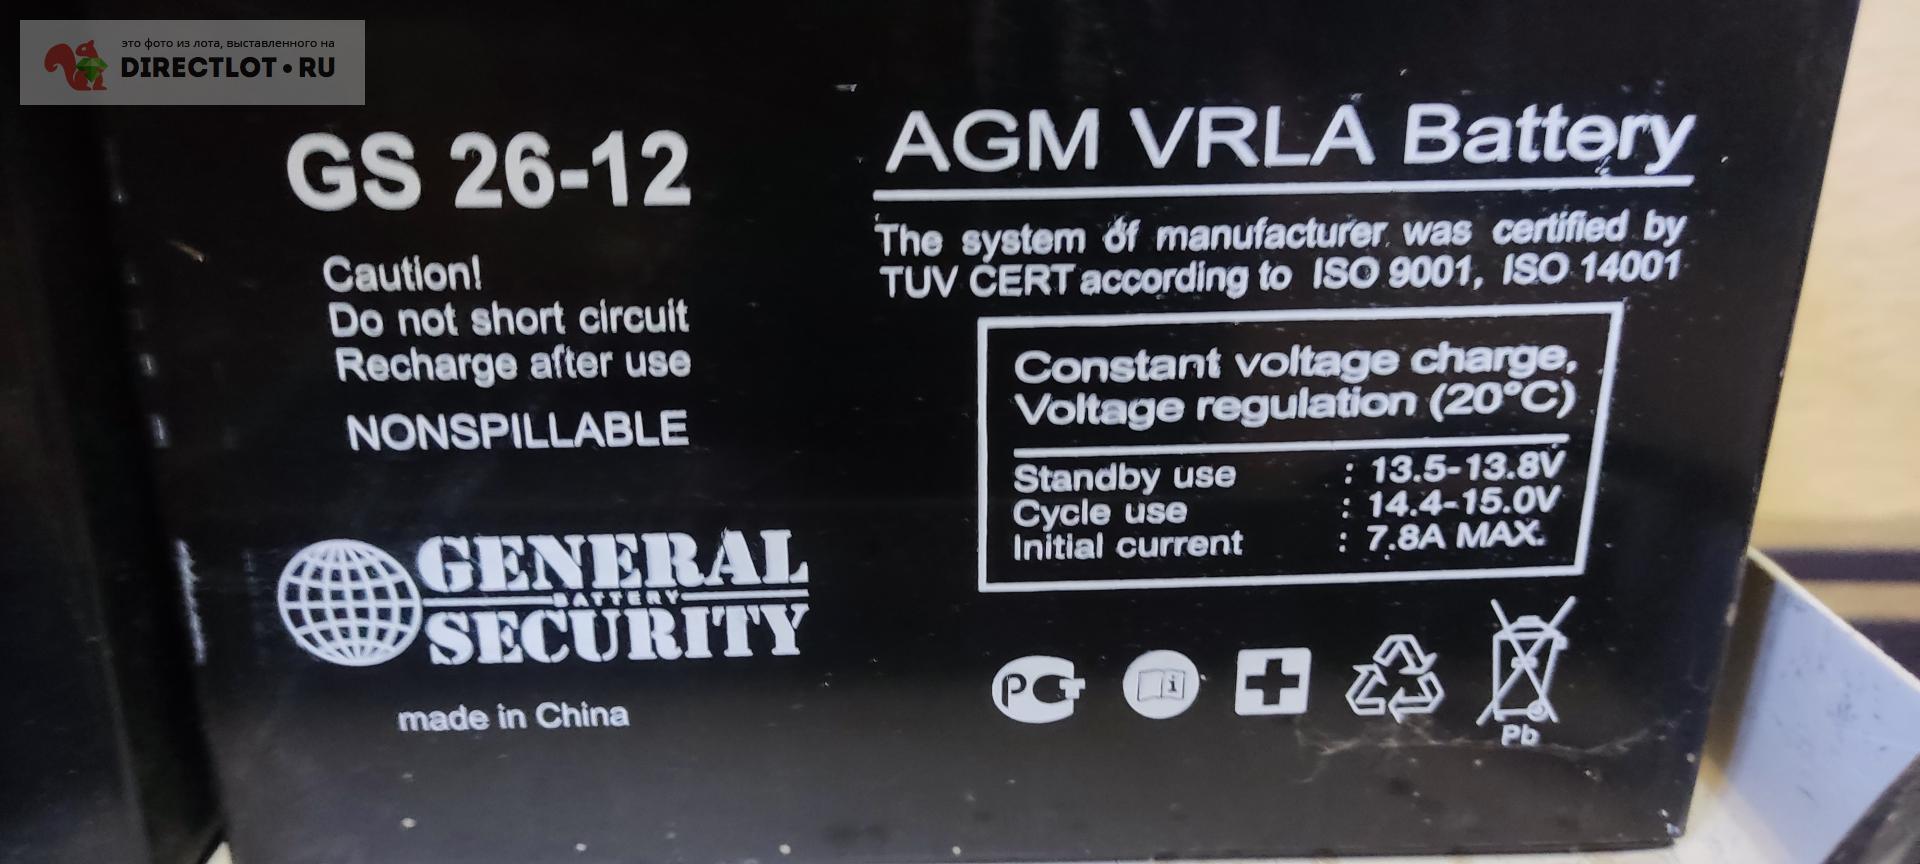 это фото из лота, выставленного на
DIRECTLOT•RU
GS 26-12
Caution!
Do not short circuit
Recharge after use
NONSPILLABLE
GENERAL
BATTERY
SECURITY
made in China
AGM VRLA Battery
The system of manufacturer was certified by
TUV CERT according to ISO 9001, ISO 14001
Constant voltage charge,
Voltage regulation (20°C)
Standby use : 13.5-13.8V
Cycle use : 14.4-15.0V
Initial current : 7.8A MAX.
РСТ
i
Pb